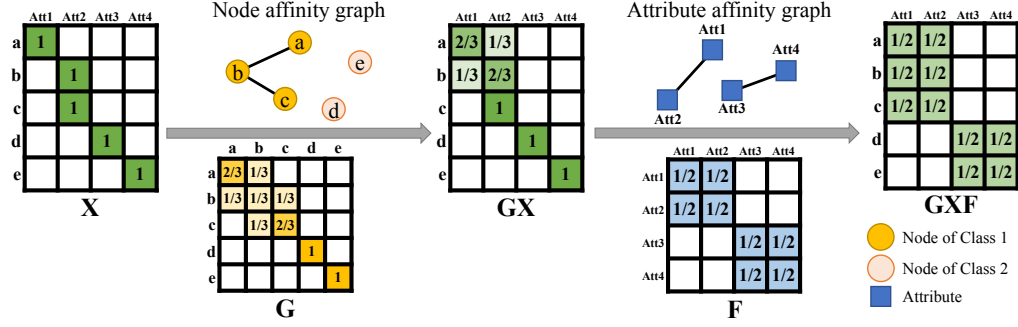 Node affinity graph
Attribute affinity graph
Att1 Att2 Att3 Att4
a 1
b 1
c 1
d 1
e 1
X
a
b
c
e
d
a b c d e
a 2/3 1/3
b 1/3 1/3 1/3
c 1/3 2/3
d 1
e 1
G
Att1 Att2 Att3 Att4
a 2/3 1/3
b 1/3 2/3
c 1
d 1
e 1
GX
Att1
Att4
Att2
Att3
Att1 Att2 Att3 Att4
Att1 1/2 1/2
Att2 1/2 1/2
Att3 1/2 1/2
Att4 1/2 1/2
F
Att1 Att2 Att3 Att4
a 1/2 1/2
b 1/2 1/2
c 1/2 1/2
d 1/2 1/2
e 1/2 1/2
GXF
Node of Class 1
Node of Class 2
Attribute